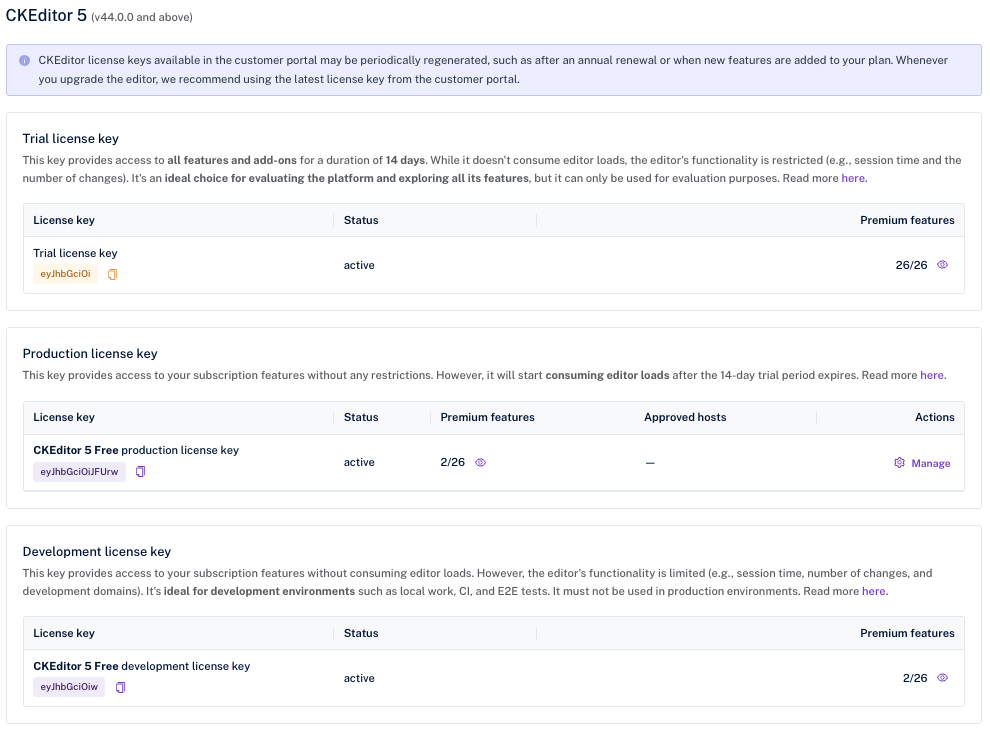 CKEditor 5 (v44.0.0 and above)
CKEditor license keys available in the customer portal may be periodically regenerated, such as after an annual renewal or when new features are added to your plan. Whenever
you upgrade the editor, we recommend using the latest license key from the customer portal.
Trial license key
This key provides access to all features and add-ons for a duration of 14 days. While it doesn't consume editor loads, the editor's functionality is restricted (e.g., session time and the
number of changes). It's an ideal choice for evaluating the platform and exploring all its features, but it can only be used for evaluation purposes. Read more here.
License key Status Premium features
Trial license key
eyJhbGciOi
active 26/26
Production license key
This key provides access to your subscription features without any restrictions. However, it will start consuming editor loads after the 14-day trial period expires. Read more here.
License key Status Premium features Approved hosts Actions
CKEditor 5 Free production license key
eyJhbGciOiJFUrw
active 2/26 — Manage
Development license key
This key provides access to your subscription features without consuming editor loads. However, the editor's functionality is limited (e.g., session time, number of changes, and
development domains). It's ideal for development environments such as local work, CI, and E2E tests. It must not be used in production environments. Read more here.
License key Status Premium features
CKEditor 5 Free development license key
eyJhbGciOiw
active 2/26